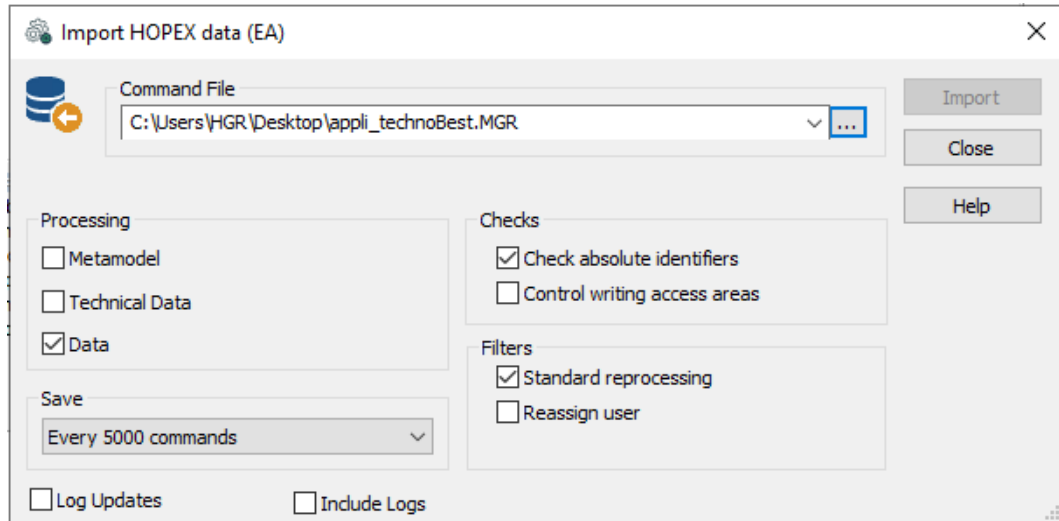 Import HOPEX data (EA)
Command File
C:\Users\HGR\Desktop\appli_technoBest.MGR
...
Import
Close
Help
Processing
Metamodel
Technical Data
Data
Checks
Check absolute identifiers
Control writing access areas
Filters
Standard reprocessing
Reassign user
Save
Every 5000 commands
Log Updates
Include Logs